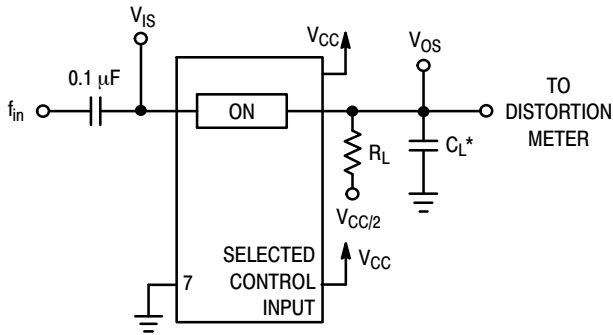 V_IS
V_CC
V_OS
0.1 μF
f_in
ON
TO
DISTORTION
METER
R_L
C_L*
V_CC/2
SELECTED
CONTROL
INPUT
V_CC
7